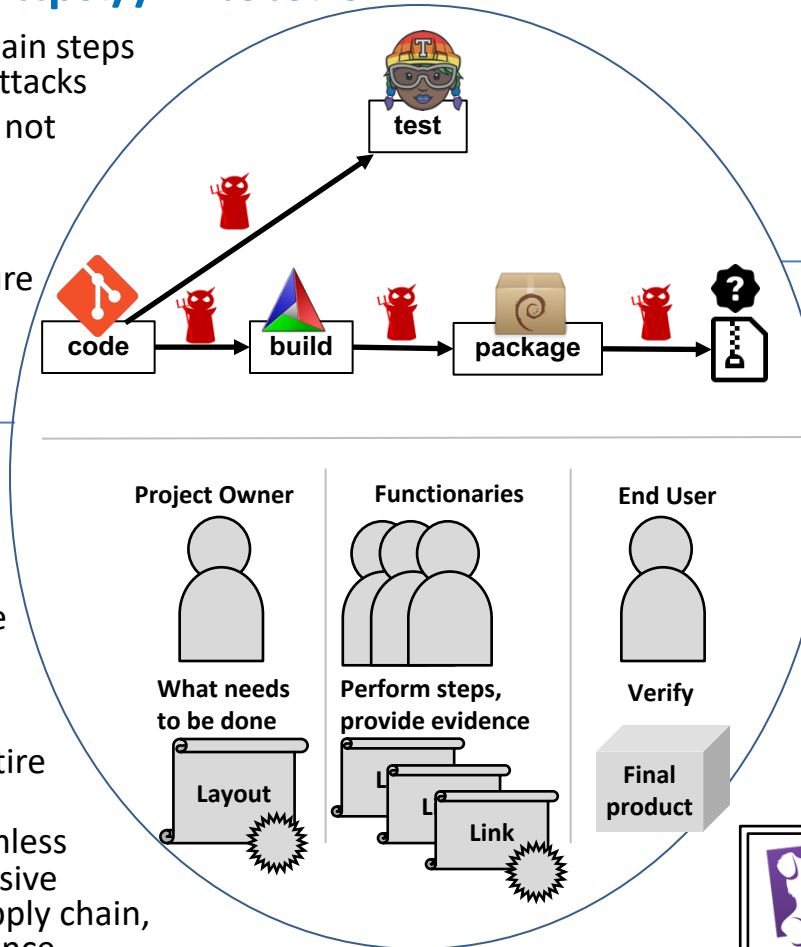 ain steps
ttacks
not
ure
e
tire
nless
sive
pply chain,
T
test
code
build
package
?
Project Owner
Functionaries
End User
What needs
to be done
Perform steps,
provide evidence
Verify
Layout
L
L
Link
Final
product